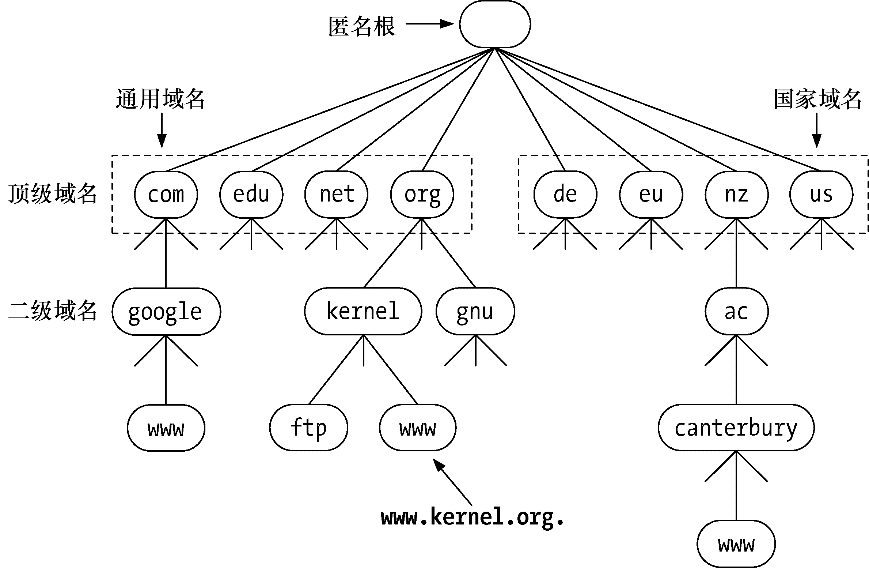 匿名根
通用域名
国家域名
顶级域名
com
edu
net
org
de
eu
nz
us
二级域名
google
kernel
gnu
ac
www
ftp
www
canterbury
www.kernel.org.
www